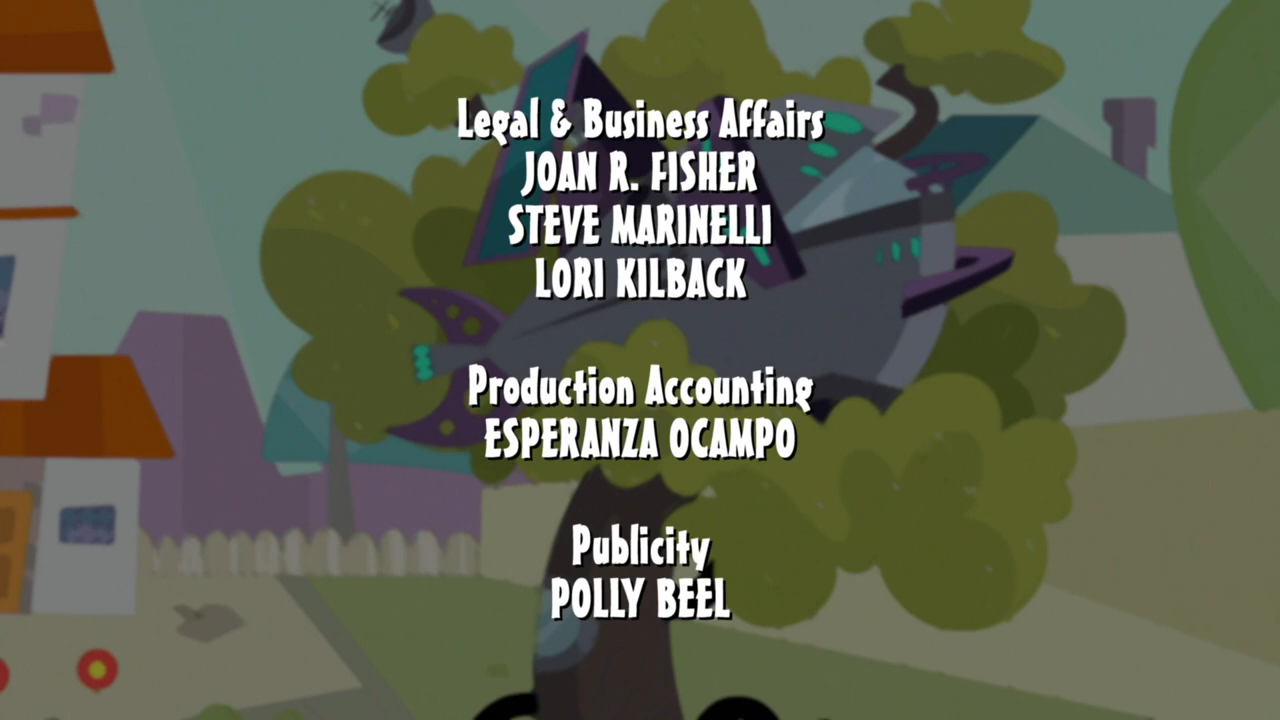 Legal & Business Affairs
JOAN R. FISHER
STEVE MARINELLI
LORI KILBACK
Production Accounting
ESPERANZA OCAMPO
Publicity
POLLY BEEL